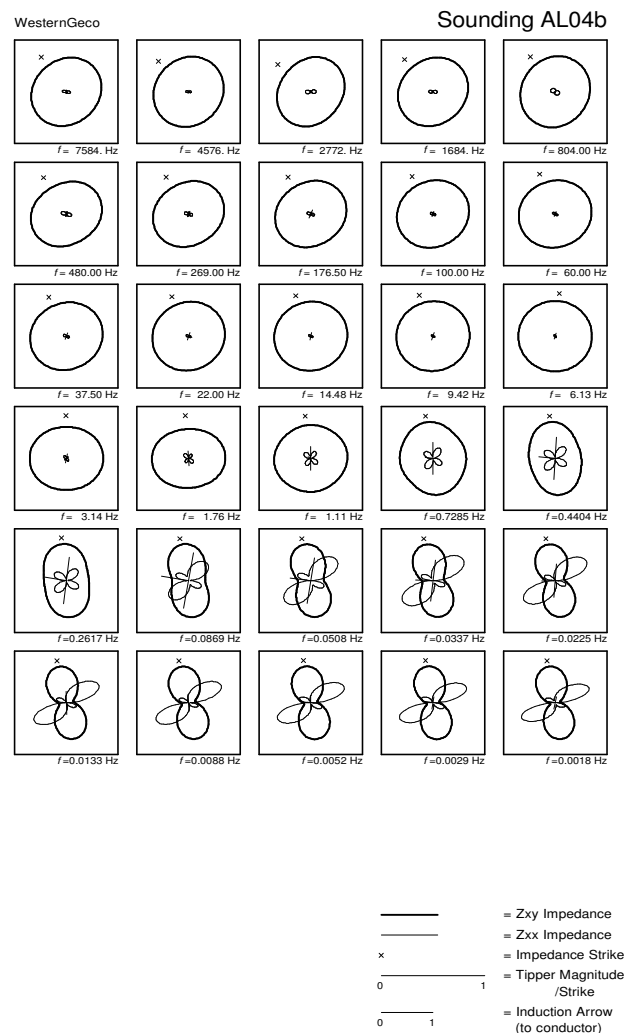 WesternGeco Sounding AL04b
f = 7584. Hz f = 4576. Hz f = 2772. Hz f = 1684. Hz f = 804.00 Hz
f = 480.00 Hz f = 269.00 Hz f = 176.50 Hz f = 100.00 Hz f = 60.00 Hz
f = 37.50 Hz f = 22.00 Hz f = 14.48 Hz f = 9.42 Hz f = 6.13 Hz
f = 3.14 Hz f = 1.76 Hz f = 1.11 Hz f =0.7285 Hz f =0.4404 Hz
f =0.2617 Hz f =0.0869 Hz f =0.0508 Hz f =0.0337 Hz f =0.0225 Hz
f =0.0133 Hz f =0.0088 Hz f =0.0052 Hz f =0.0029 Hz f =0.0018 Hz
= Zxy Impedance
= Zxx Impedance
× = Impedance Strike
= Tipper Magnitude
0 1 /Strike
= Induction Arrow
0 1 (to conductor)